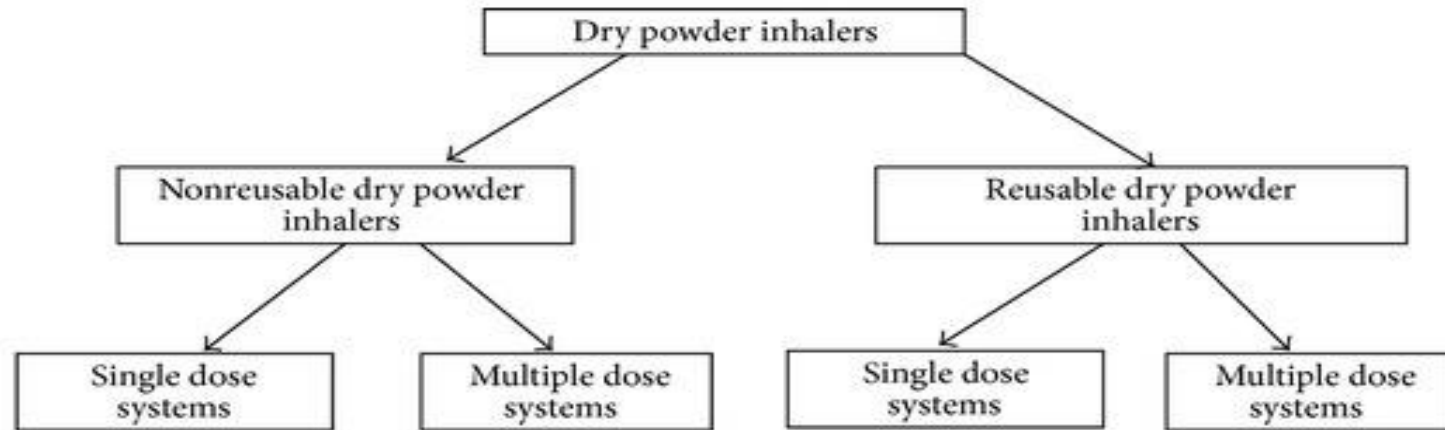 Dry powder inhalers
Nonreusable dry powder
inhalers
Reusable dry powder
inhalers
Single dose
systems
Multiple dose
systems
Single dose
systems
Multiple dose
systems